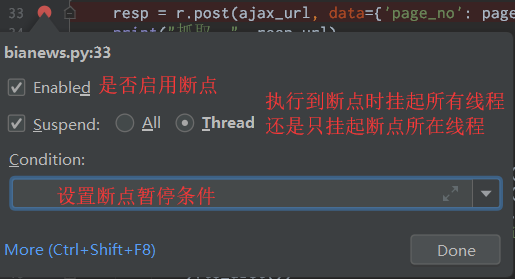 33 resp = r.post(ajax_url, data={'page_no': page
print("抓取
bianews.py:33
Enabled 是否启用断点
Suspend: All Thread 执行到断点时挂起所有线程
还是只挂起断点所在线程
Condition:
设置断点暂停条件
More (Ctrl+Shift+F8) Done